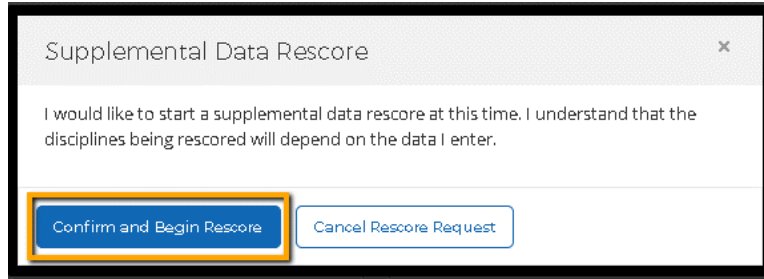 Supplemental Data Rescore
×
I would like to start a supplemental data rescore at this time. I understand that the
disciplines being rescored will depend on the data I enter.
Confirm and Begin Rescore
Cancel Rescore Request